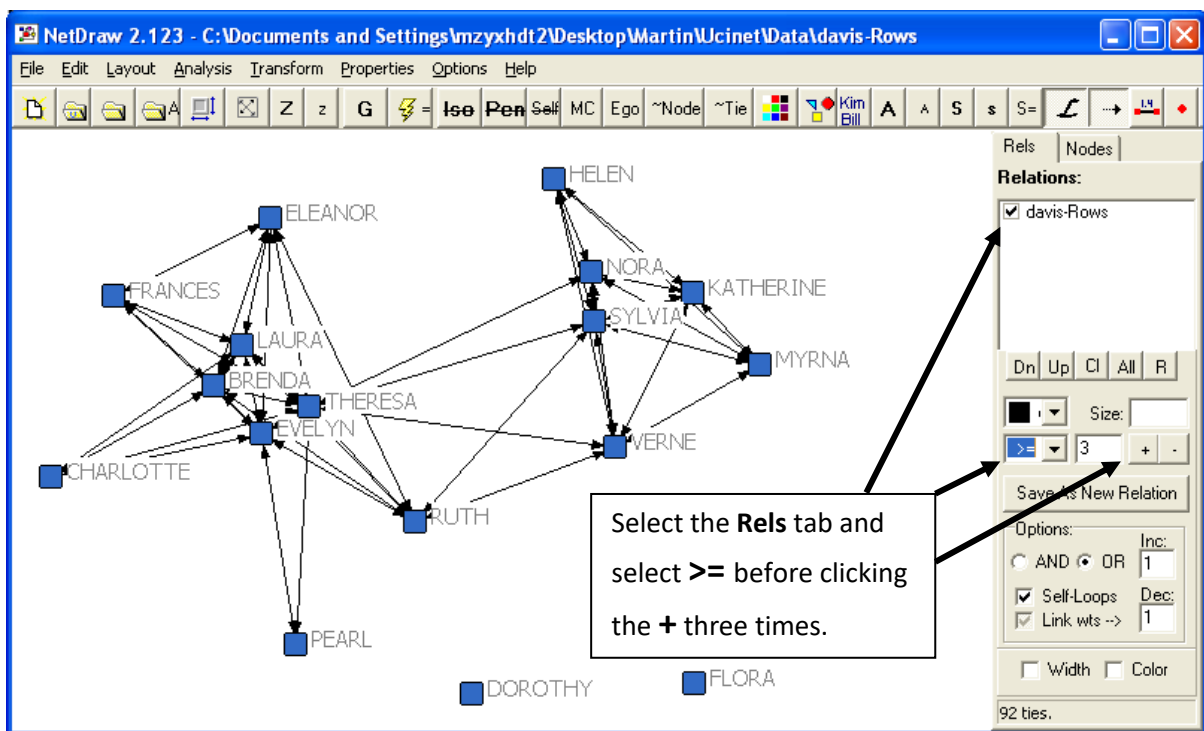 NetDraw 2.123 - C:\Documents and Settings\mzyxhdt2\Desktop\Martin\Ucinet\Data\davis-Rows
File Edit Layout Analysis Transform Properties Options Help
A Z z G = Iso Pen Self MC Ego ~Node ~Tie Kim Bill A A S s S= 1.4
HELEN
ELEANOR
NORA
FRANCES
KATHERINE
SYLVIA
LAURA
MYRNA
BRENDA
THERESA
EVELYN
VERNE
CHARLOTTE
RUTH
PEARL
DOROTHY
FLORA
Select the Rels tab and
select >= before clicking
the + three times.
Rels Nodes
Relations:
davis-Rows
Dn Up Cl All R
Size:
>= 3 + -
Save As New Relation
Options:
Inc:
AND OR 1
Self-Loops Dec:
Link wts --> 1
Width Color
92 ties.